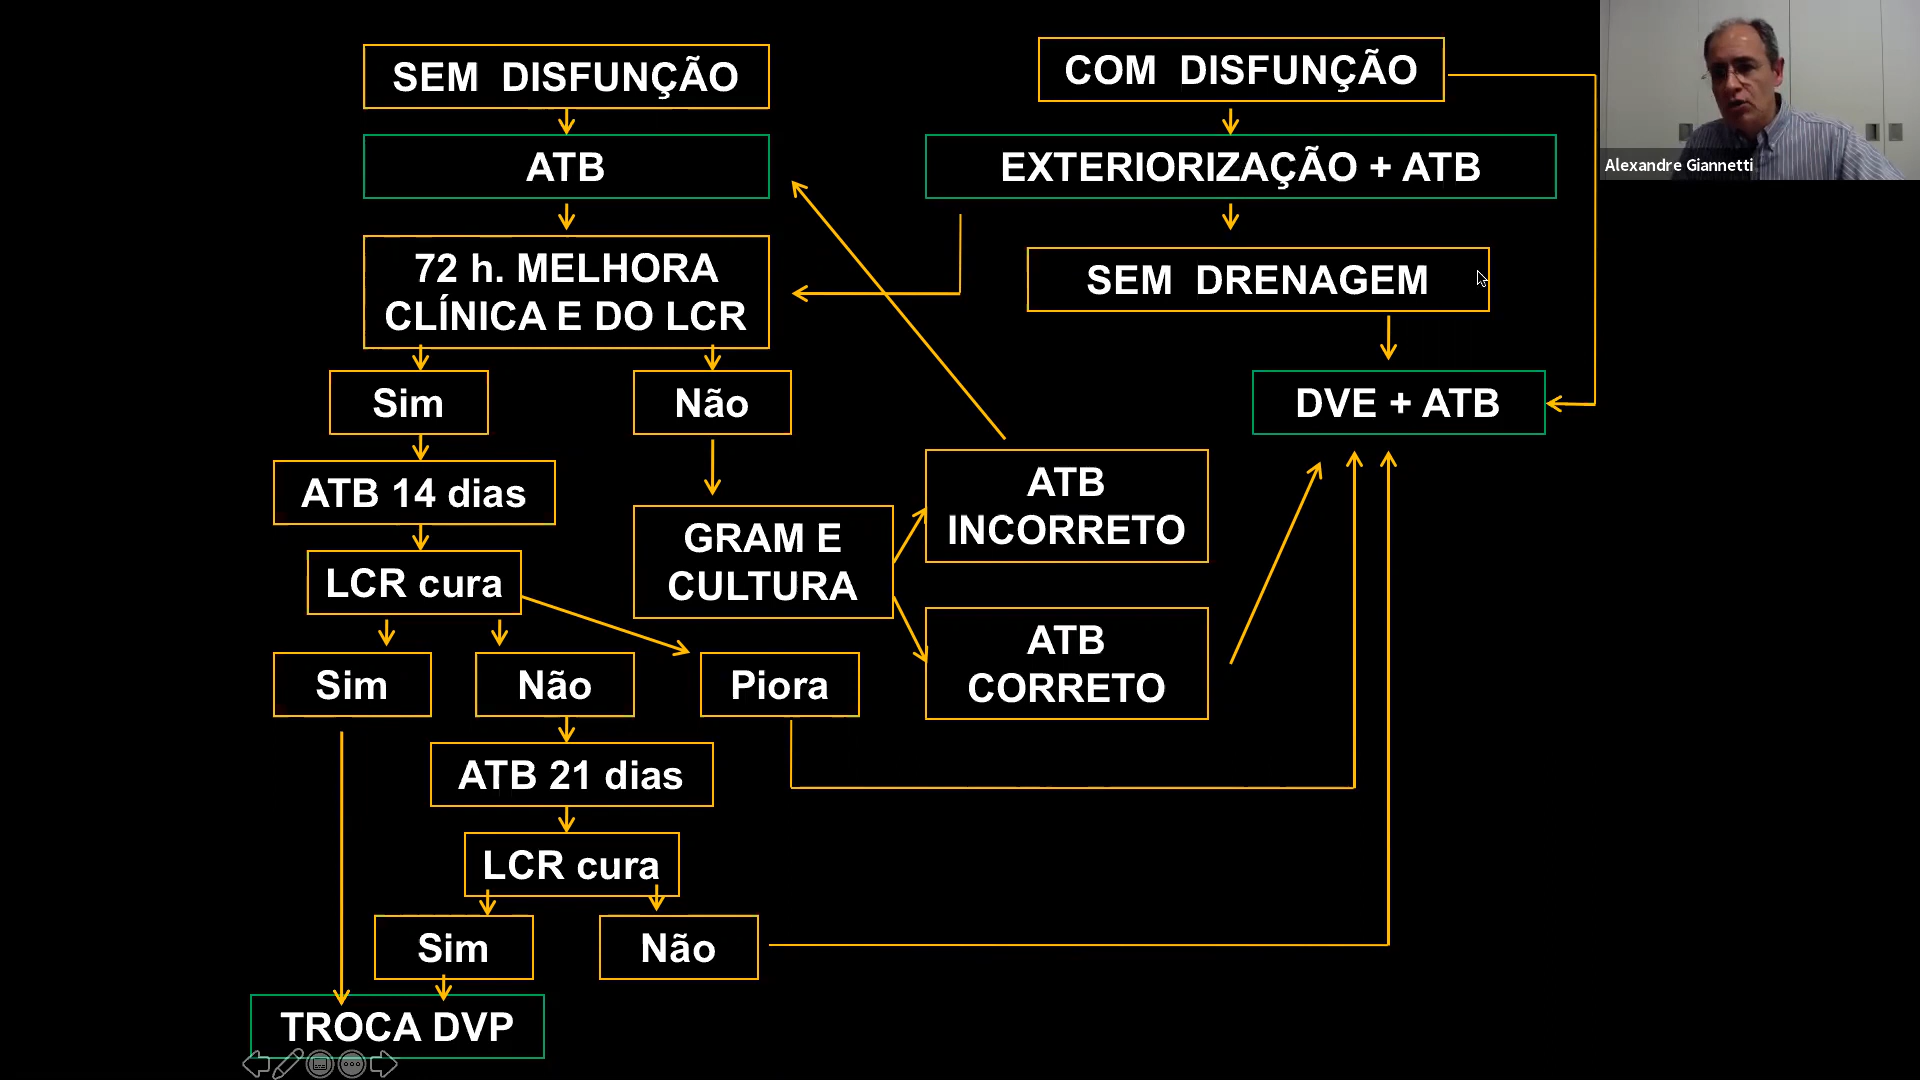 SEM DISFUNÇÃO
COM DISFUNÇÃO
ATB
EXTERIORIZAÇÃO + ATB
Alexandre Giannetti
72 h. MELHORA
CLÍNICA E DO LCR
SEM DRENAGEM
Sim
Não
DVE + ATB
ATB 14 dias
GRAM E
CULTURA
ATB
INCORRETO
LCR cura
ATB
CORRETO
Sim
Não
Piora
ATB 21 dias
LCR cura
Sim
Não
TROCA DVP